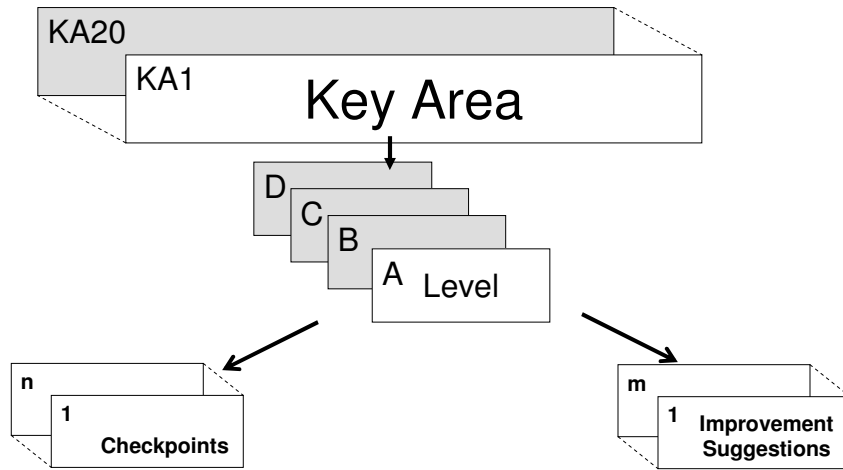 KA20
KA1
Key Area
D
C
B
A
Level
n
1
Checkpoints
m
1
Improvement
Suggestions